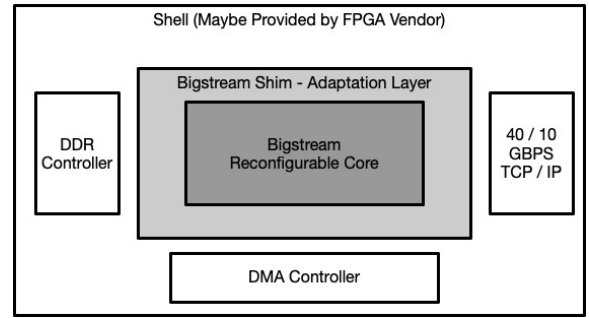 Shell (Maybe Provided by FPGA Vendor)
Bigstream Shim - Adaptation Layer
DDR
Controller
Bigstream
Reconfigurable Core
40 / 10
GBPS
TCP / IP
DMA Controller